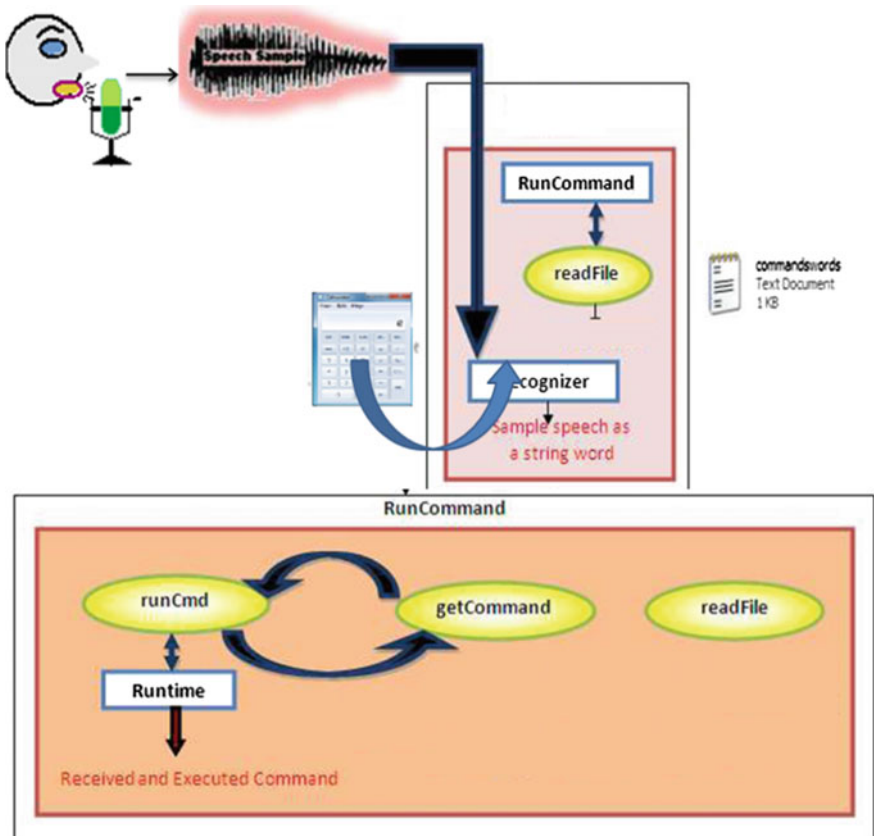 Speech Sample
RunCommand
readFile
commandswords
Text Document
1 KB
ecognizer
Sample speech as
a string word
RunCommand
runCmd
getCommand
readFile
Runtime
Received and Executed Command